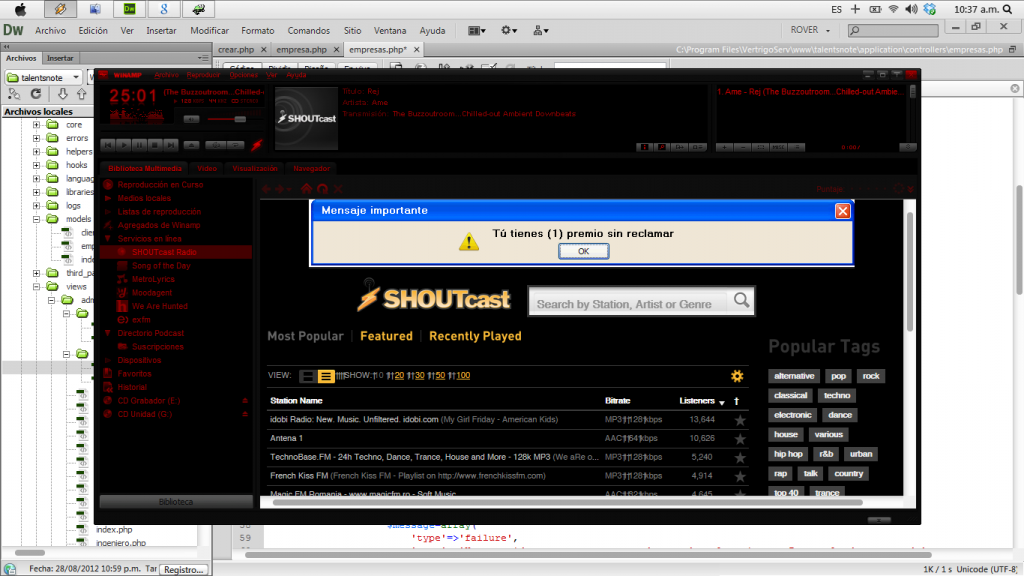 ES 10:37 a.m.
Dw Archivo Edición Ver Insertar Modificar Formato Comandos Sitio Ventana Ayuda ROVER
Archivos Insertar
crear.php × empresa.php × empresas.php* ×
C:\Program Files\VertrigoServ\www\talentsnote\application\controllers\empresas.php
talentsnote
Archivos locales
core
errors
helpers
hooks
languag
libraries
logs
models
clie
emp
inde
third_pa
views
adm
index.php
ingeniero.php
WINAMP Archivo Reproducir Opciones Ver Ayuda
25:01
(The Buzzoutroom...Chilled-
SHOUTcast
Título: Rej
Artista: Ame
Transmisión: The Buzzoutroom...Chilled-out Ambient Downbeats
1. Ame - Rej (The Buzzoutroom...Chilled-out Ambien...
Biblioteca Multimedia Video Visualización Navegador
Reproducción en Curso
Medios locales
Listas de reproducción
Agregados de Winamp
Servicios en línea
SHOUTcast Radio
Song of the Day
MetroLyrics
Moodagent
We Are Hunted
exfm
Directorio Podcast
Suscripciones
Dispositivos
Favoritos
Historial
CD Grabador (E:)
CD Unidad (G:)
Biblioteca
Mensaje importante
Tú tienes (1) premio sin reclamar
OK
SHOUTcast
Search by Station, Artist or Genre
Most Popular | Featured | Recently Played
VIEW: SHOW: 10 20 30 50 100
Station Name Bitrate Listeners
idobi Radio: New. Music. Unfiltered. idobi.com (My Girl Friday - American Kids) MP3 128 kbps 13,644
Antena 1 AAC 64 kbps 10,626
TechnoBase.FM - 24h Techno, Dance, Trance, House and More - 128k MP3 (We aRe o... MP3 128 kbps 5,240
French Kiss FM (French Kiss FM - Playlist on http://www.frenchkissfm.com) MP3 128 kbps 4,914
Magic FM Romania - www.magicfm.ro - Soft Music AAC 32 kbps 4,645
Popular Tags
alternative pop rock
classical techno
electronic dance
house various
hip hop r&b urban
rap talk country
top 40 trance
$message=array(
59 'type'=>'failure',
Fecha: 28/08/2012 10:59 p.m. Tar Registro...
1K / 1 s Unicode (UTF-8)